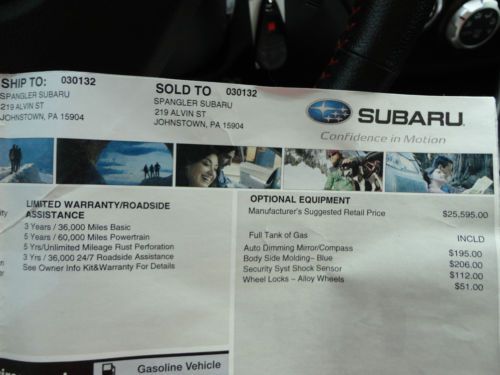 SHIP TO: 030132
SPANGLER SUBARU
219 ALVIN ST
JOHNSTOWN, PA 15904
SOLD TO 030132
SPANGLER SUBARU
219 ALVIN ST
JOHNSTOWN, PA 15904
SUBARU
Confidence in Motion
LIMITED WARRANTY/ROADSIDE
ASSISTANCE
3 Years / 36,000 Miles Basic
5 Years / 60,000 Miles Powertrain
5 Yrs/Unlimited Mileage Rust Perforation
3 Yrs / 36,000 24/7 Roadside Assistance
See Owner Info Kit&Warranty For Details
OPTIONAL EQUIPMENT
Manufacturer's Suggested Retail Price $25,595.00
Full Tank of Gas INCLD
Auto Dimming Mirror/Compass $195.00
Body Side Molding~ Blue $206.00
Security Syst Shock Sensor $112.00
Wheel Locks ~ Alloy Wheels $51.00
Gasoline Vehicle